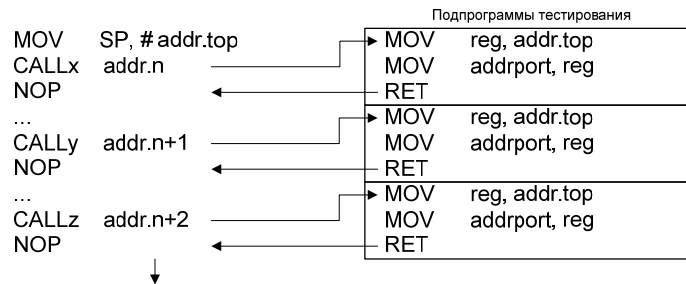 Подпрограммы тестирования
MOV SP, # addr.top MOV reg, addr.top
CALLx addr.n MOV addrport, reg
NOP RET
... MOV reg, addr.top
CALLy addr.n+1 MOV addrport, reg
NOP RET
... MOV reg, addr.top
CALLz addr.n+2 MOV addrport, reg
NOP RET